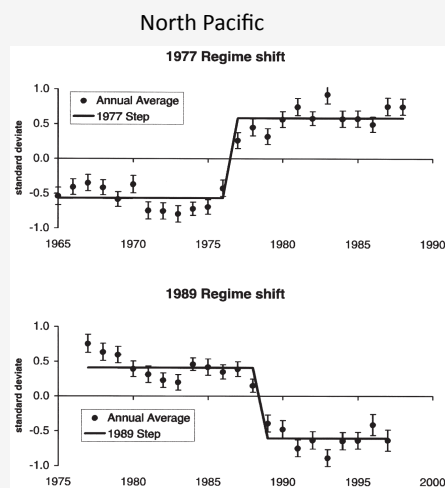 North Pacific
1977 Regime shift
1.0
0.5
0.0
-0.5
-1.0
standard deviate
Annual Average
1977 Step
1965 1970 1975 1980 1985 1990
1989 Regime shift
1.0
0.5
0.0
-0.5
-1.0
standard deviate
Annual Average
1989 Step
1975 1980 1985 1990 1995 2000